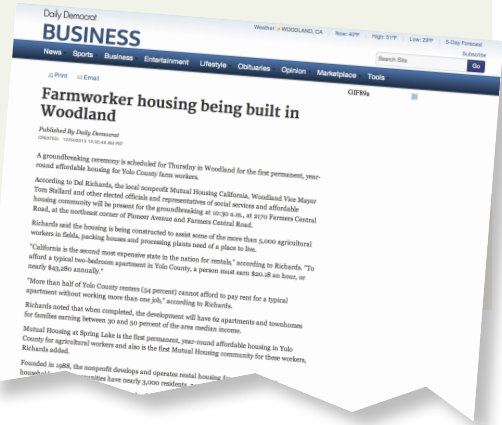 Daily Democrat
BUSINESS
Weather WOODLAND, CA Now: 40°F High: 51°F Low: 29°F 5-Day Forecast
Subscribe
Search Site Go
News Sports Business Entertainment Lifestyle Obituaries Opinion Marketplace Tools
Print Email
GIF89a
Farmworker housing being built in
Woodland
Published By Daily Democrat
A groundbreaking ceremony is scheduled for Thursday in Woodland for the first permanent, year-
round affordable housing for Yolo County farm workers.
According to Del Richards, the local nonprofit Mutual Housing California, Woodland Vice Mayor
Tom Stallard and other elected officials and representatives of social services and affordable
housing community will be present for the groundbreaking at 10:30 a.m., at 2170 Farmers Central
Road, at the northeast corner of Pioneer Avenue and Farmers Central Road.
Richards said the housing is being constructed to assist some of the more than 5,000 agricultural
workers in fields, packing houses and processing plants need of a place to live.
"California is the second most expensive state in the nation for rentals," according to Richards. "To
afford a typical two-bedroom apartment in Yolo County, a person must earn $20.18 an hour, or
nearly $43,280 annually."
"More than half of Yolo County renters (54 percent) cannot afford to pay rent for a typical
apartment without working more than one job," according to Richards.
Richards noted that when completed, the development will have 62 apartments and townhomes
for families earning between 30 and 50 percent of the area median income.
Mutual Housing at Spring Lake is the first permanent, year-round affordable housing in Yolo
County for agricultural workers and also is the first Mutual Housing community for these workers,
Richards added.
Founded in 1988, the nonprofit develops and operates rental housing
have nearly 3,000 residents,